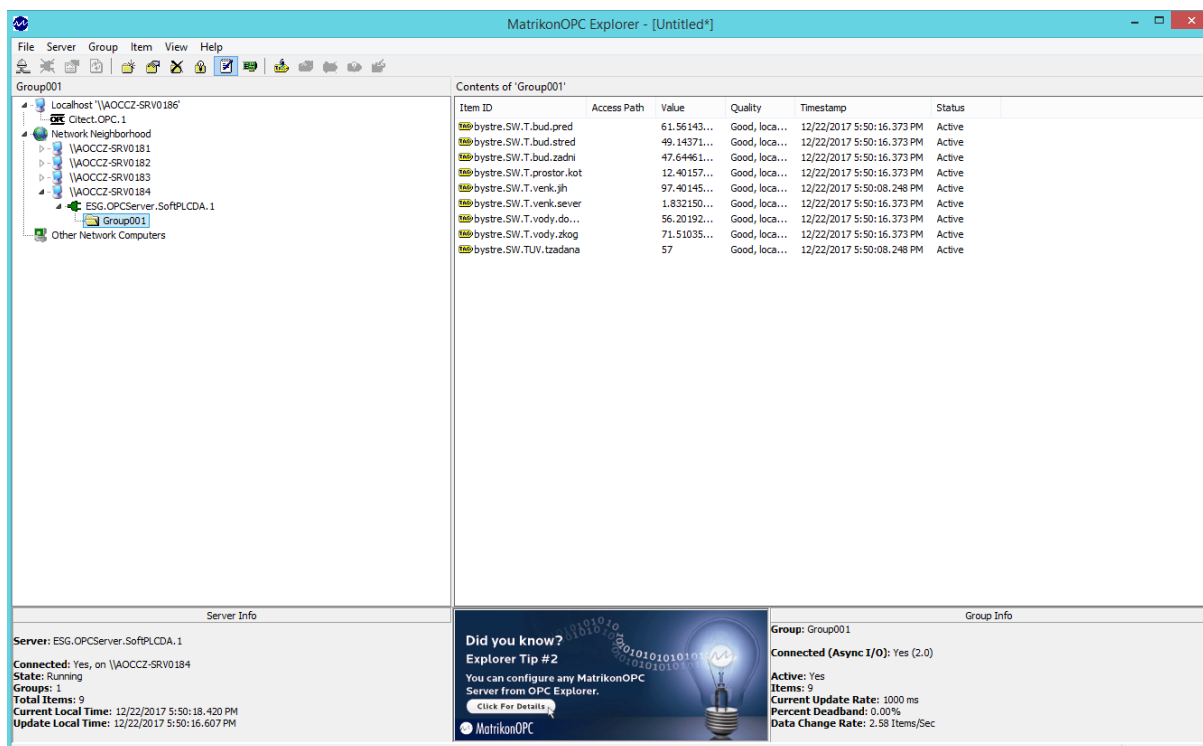 MatrikonOPC Explorer - [Untitled*]
File Server Group Item View Help
Group001
Localhost '\\AOCCZ-SRV0186'
Citect.OPC.1
Network Neighborhood
\\AOCCZ-SRV0181
\\AOCCZ-SRV0182
\\AOCCZ-SRV0183
\\AOCCZ-SRV0184
ESG.OPCServer.SoftPLCDA.1
Group001
Other Network Computers
Contents of 'Group001'
Item ID Access Path Value Quality Timestamp Status
TAG bystre.SW.T.bud.pred 61.56143... Good, loca... 12/22/2017 5:50:16.373 PM Active
TAG bystre.SW.T.bud.stred 49.14371... Good, loca... 12/22/2017 5:50:16.373 PM Active
TAG bystre.SW.T.bud.zadni 47.64461... Good, loca... 12/22/2017 5:50:16.373 PM Active
TAG bystre.SW.T.prostor.kot 12.40157... Good, loca... 12/22/2017 5:50:16.373 PM Active
TAG bystre.SW.T.venk.jih 97.40145... Good, loca... 12/22/2017 5:50:08.248 PM Active
TAG bystre.SW.T.venk.sever 1.832150... Good, loca... 12/22/2017 5:50:16.373 PM Active
TAG bystre.SW.T.vody.do... 56.20192... Good, loca... 12/22/2017 5:50:16.373 PM Active
TAG bystre.SW.T.vody.zkog 71.51035... Good, loca... 12/22/2017 5:50:16.373 PM Active
TAG bystre.SW.TUV.tzadana 57 Good, loca... 12/22/2017 5:50:08.248 PM Active
Server Info
Server: ESG.OPCServer.SoftPLCDA.1
Connected: Yes, on \\AOCCZ-SRV0184
State: Running
Groups: 1
Total Items: 9
Current Local Time: 12/22/2017 5:50:18.420 PM
Update Local Time: 12/22/2017 5:50:16.607 PM
Did you know?
Explorer Tip #2
You can configure any MatrikonOPC
Server from OPC Explorer.
Click For Details
MatrikonOPC
Group Info
Group: Group001
Connected (Async I/O): Yes (2.0)
Active: Yes
Items: 9
Current Update Rate: 1000 ms
Percent Deadband: 0.00%
Data Change Rate: 2.58 Items/Sec